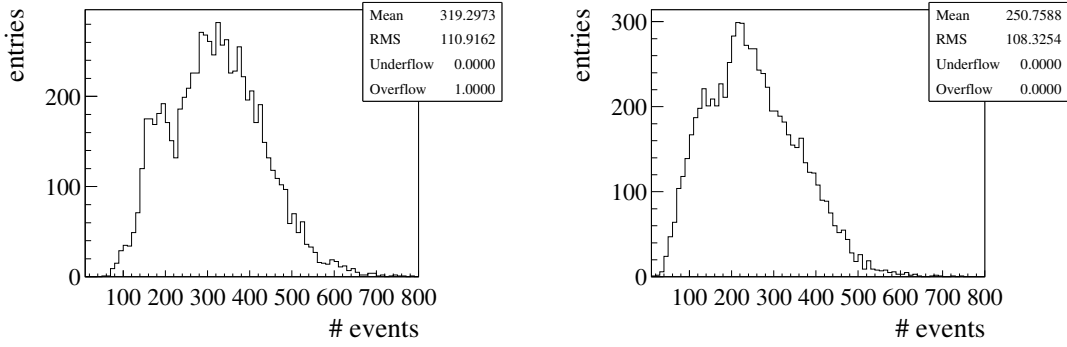 entries
200
100
0
100 200 300 400 500 600 700 800
# events
Mean 319.2973
RMS 110.9162
Underflow 0.0000
Overflow 1.0000
entries
300
200
100
0
100 200 300 400 500 600 700 800
# events
Mean 250.7588
RMS 108.3254
Underflow 0.0000
Overflow 0.0000